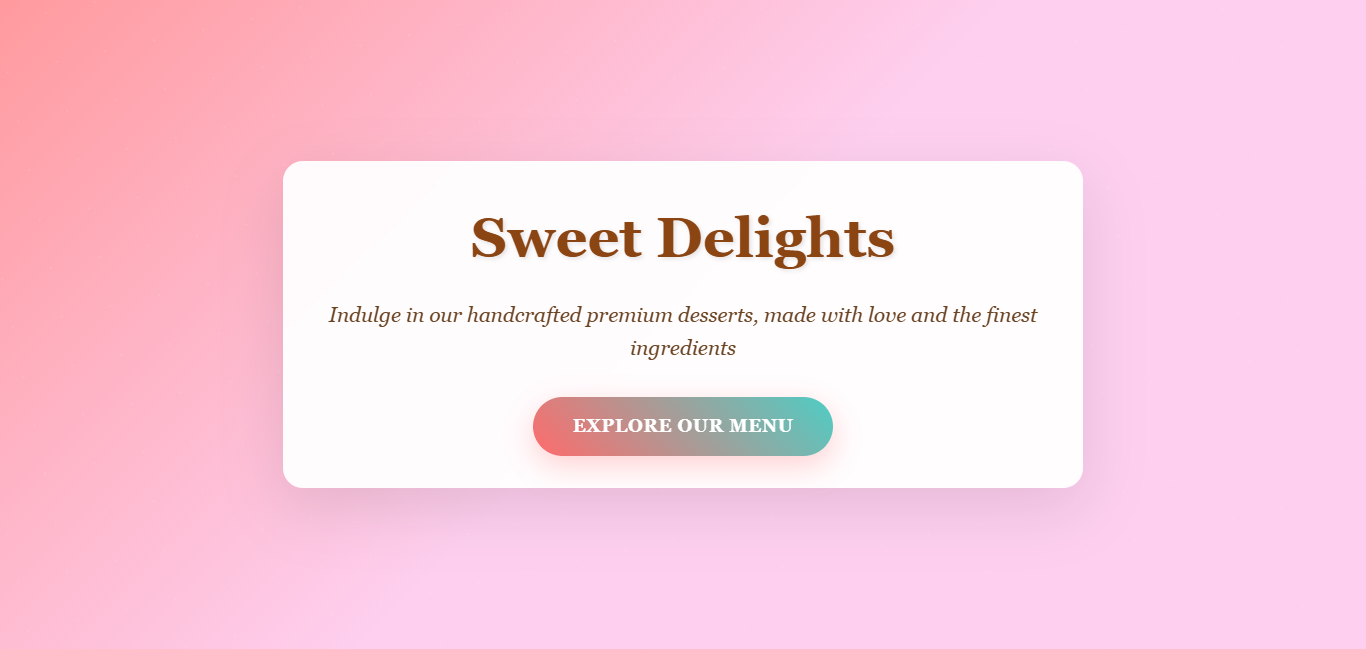 Sweet Delights
Indulge in our handcrafted premium desserts, made with love and the finest
ingredients
EXPLORE OUR MENU